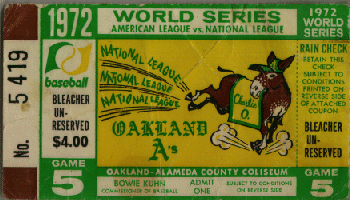 No. 5419
1972
baseball
BLEACHER
UN-
RESERVED
$4.00
GAME
5
WORLD SERIES
AMERICAN LEAGUE vs. NATIONAL LEAGUE
NATIONAL LEAGUE
NATIONAL LEAGUE
NATIONAL LEAGUE
Charlie
O.
OAKLAND
A's
OAKLAND-ALAMEDA COUNTY COLISEUM
BOWIE KUHN
COMMISSIONER OF BASEBALL
ADMIT
ONE
SUBJECT TO CONDITIONS
ON REVERSE SIDE
1972
WORLD
SERIES
RAIN CHECK
RETAIN THIS
CHECK
SUBJECT TO
CONDITIONS
PRINTED ON
REVERSE SIDE
OF ATTACHED
COUPON
BLEACHER
UN-
RESERVED
GAME
5